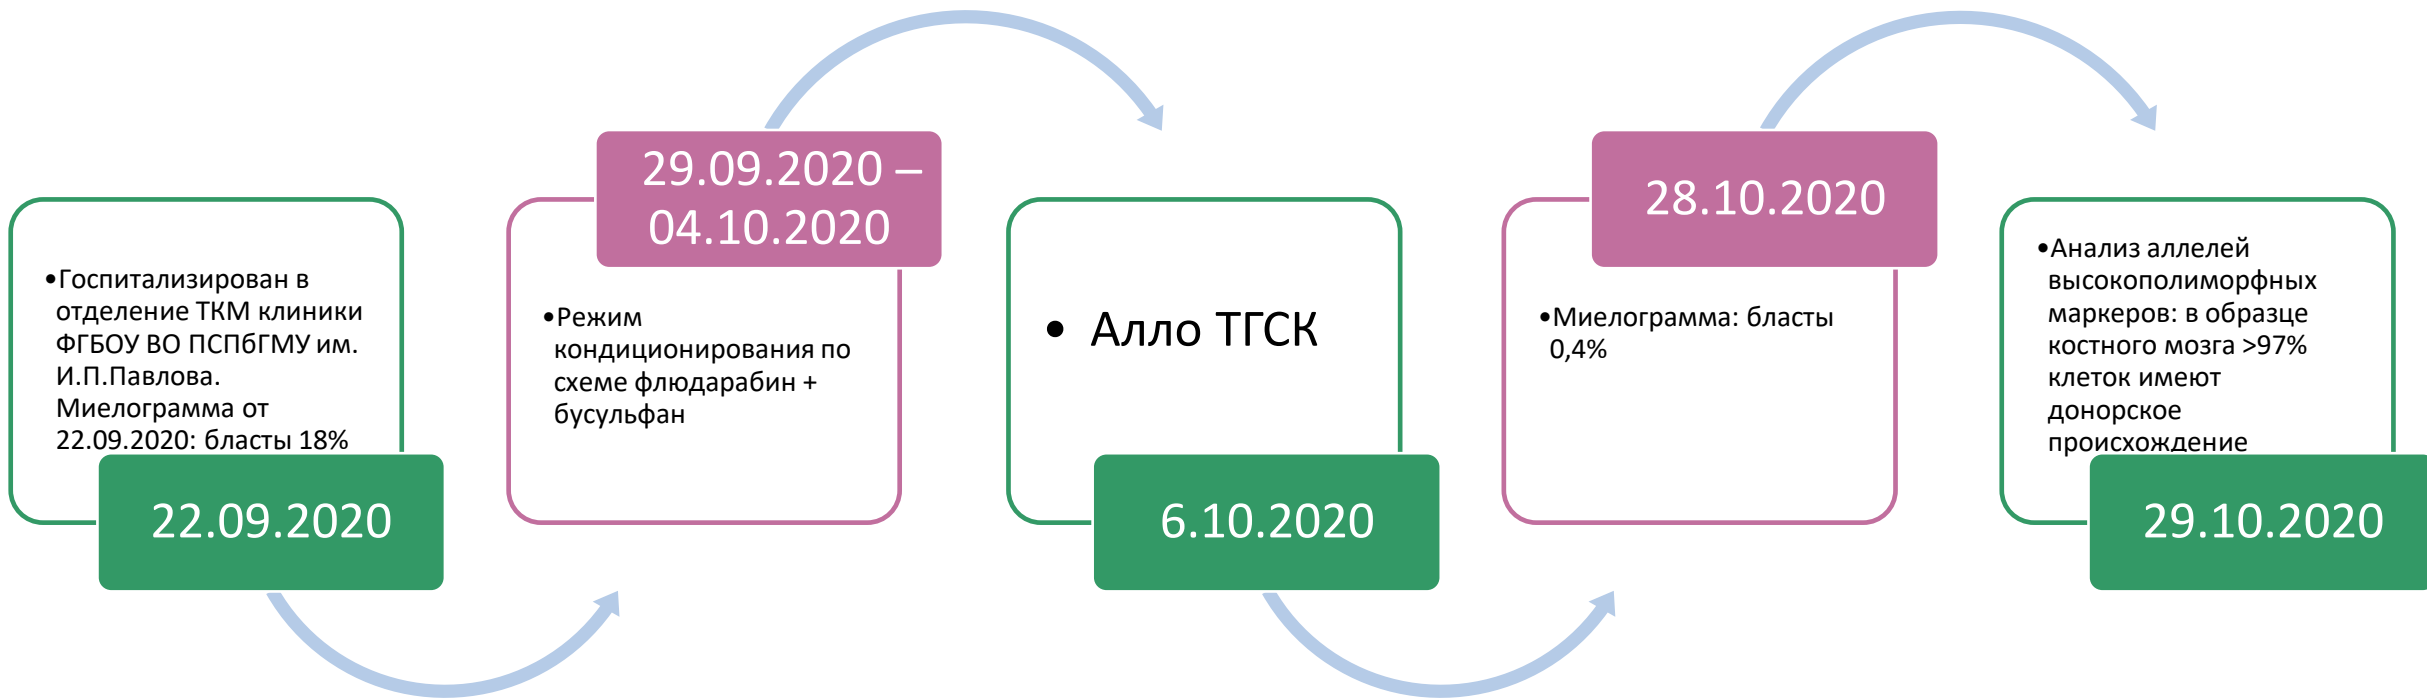 •Госпитализирован в
отделение ТКМ клиники
ФГБОУ ВО ПСПбГМУ им.
И.П.Павлова.
Миелограмма от
22.09.2020: бласты 18%
22.09.2020
29.09.2020 –
04.10.2020
•Режим
кондиционирования по
схеме флюдарабин +
бусульфан
• Алло ТГСК
6.10.2020
28.10.2020
•Миелограмма: бласты
0,4%
•Анализ аллелей
высокополиморфных
маркеров: в образце
костного мозга >97%
клеток имеют
донорское
происхождение
29.10.2020